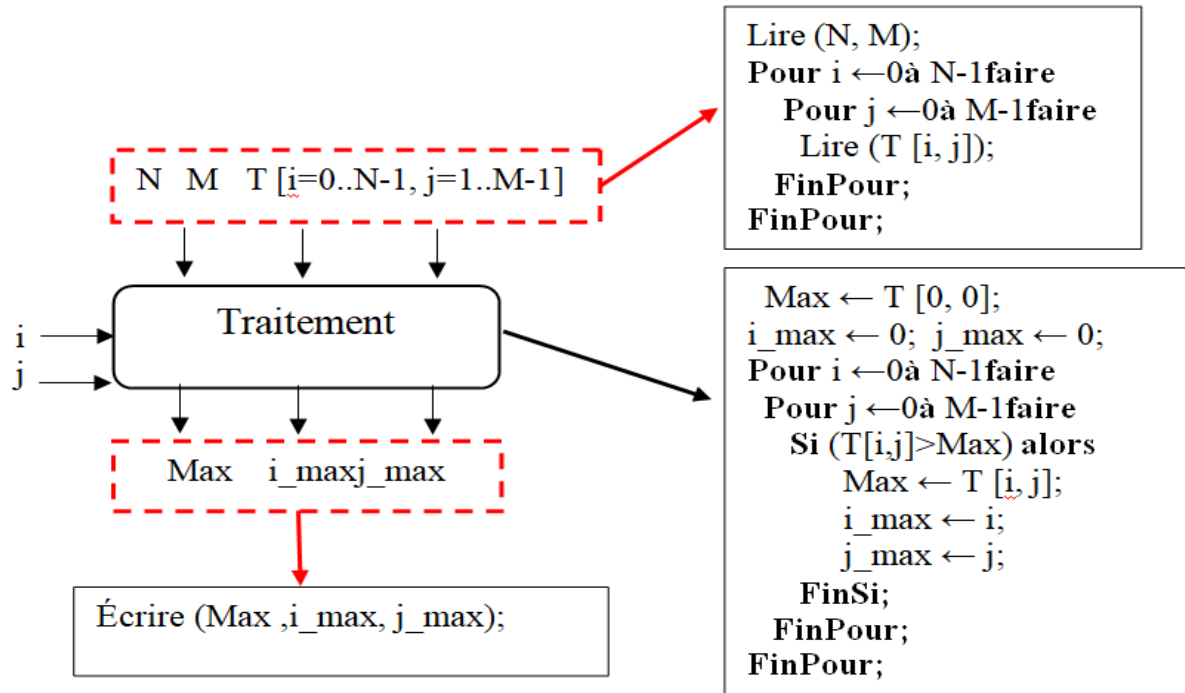 N M T [i=0..N-1, j=1..M-1]
Lire (N, M);
Pour i ←0à N-1faire
Pour j ←0à M-1faire
Lire (T [i, j]);
FinPour;
FinPour;
i
j
Traitement
Max i_maxj_max
Écrire (Max ,i_max, j_max);
Max ← T [0, 0];
i_max ← 0; j_max ← 0;
Pour i ←0à N-1faire
Pour j ←0à M-1faire
Si (T[i,j]>Max) alors
Max ← T [i, j];
i_max ← i;
j_max ← j;
FinSi;
FinPour;
FinPour;